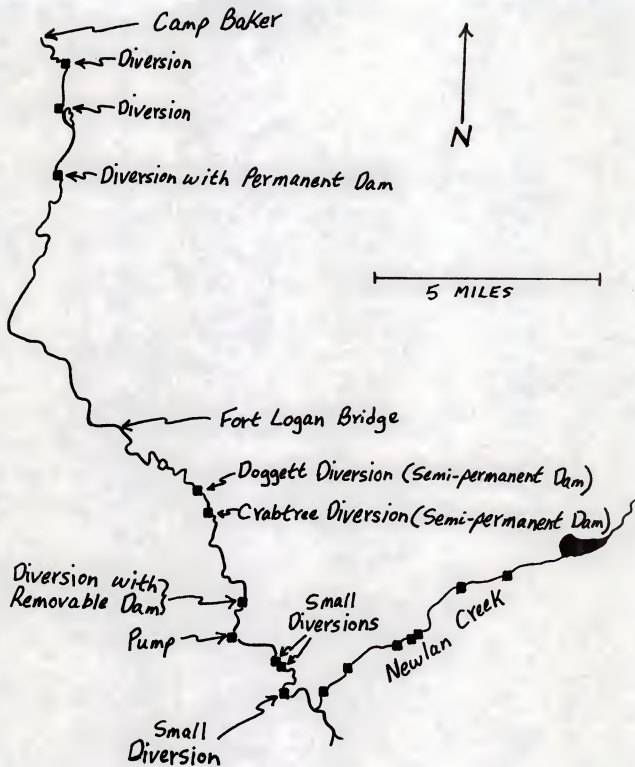 Camp Baker
Diversion
Diversion
N
Diversion with Permanent Dam
5 MILES
Fort Logan Bridge
Doggett Diversion (Semi-permanent Dam)
Crabtree Diversion (Semi-permanent Dam)
Diversion with
Removable Dam
Small
Diversions
Pump
Newlan Creek
Small
Diversion